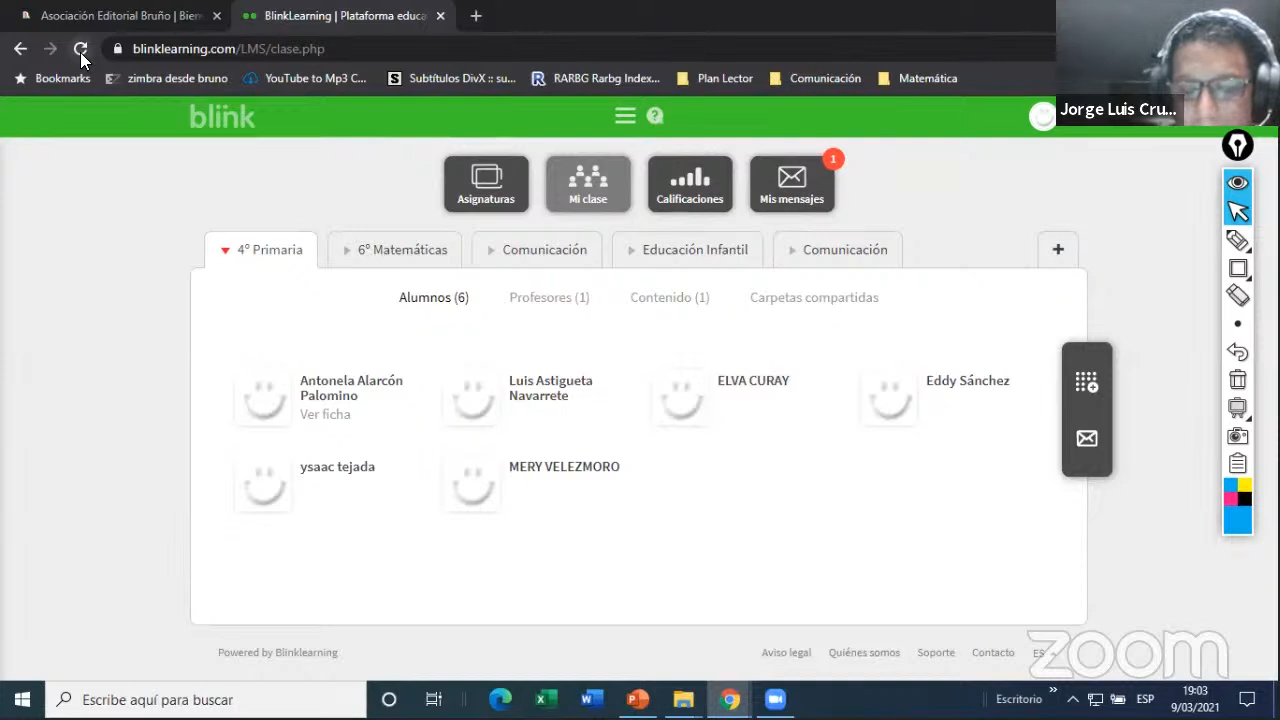 Asociación Editorial Bruño | Bien
BlinkLearning | Plataforma educa
blinklearning.com/LMS/clase.php
Bookmarks
zimbra desde bruno
YouTube to Mp3 C...
Subtítulos DivX :: su...
RARBG Rarbg Index...
Plan Lector
Comunicación
Matemática
Jorge Luis Cru...
blink
1
Asignaturas
Mi clase
Calificaciones
Mis mensajes
4º Primaria
6º Matemáticas
Comunicación
Educación Infantil
Comunicación
+
Alumnos (6)
Profesores (1)
Contenido (1)
Carpetas compartidas
Antonela Alarcón
Palomino
Ver ficha
Luis Astigueta
Navarrete
ELVA CURAY
Eddy Sánchez
ysaac tejada
MERY VELEZMORO
Powered by Blinklearning
Aviso legal
Quiénes somos
Soporte
Contacto
ES
zoom
Escribe aquí para buscar
Escritorio
ESP
19:03
9/03/2021